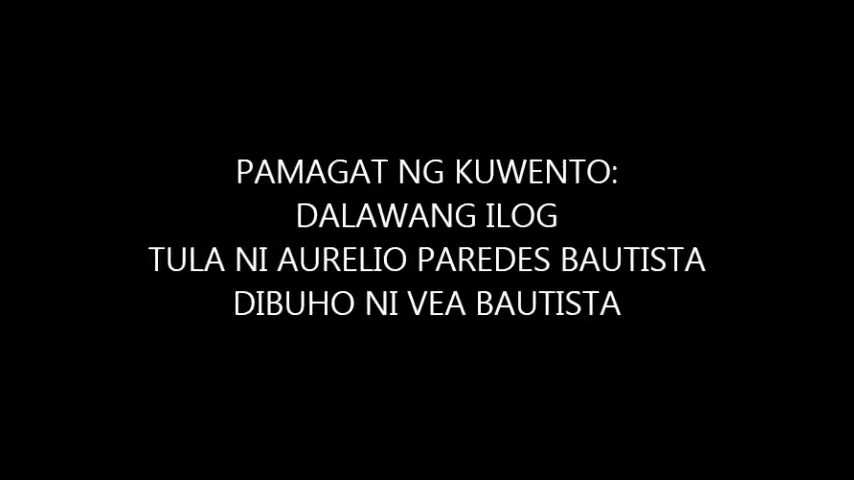 PAMAGAT NG KUWENTO:
DALAWANG ILOG
TULA NI AURELIO PAREDES BAUTISTA
DIBUHO NI VEA BAUTISTA